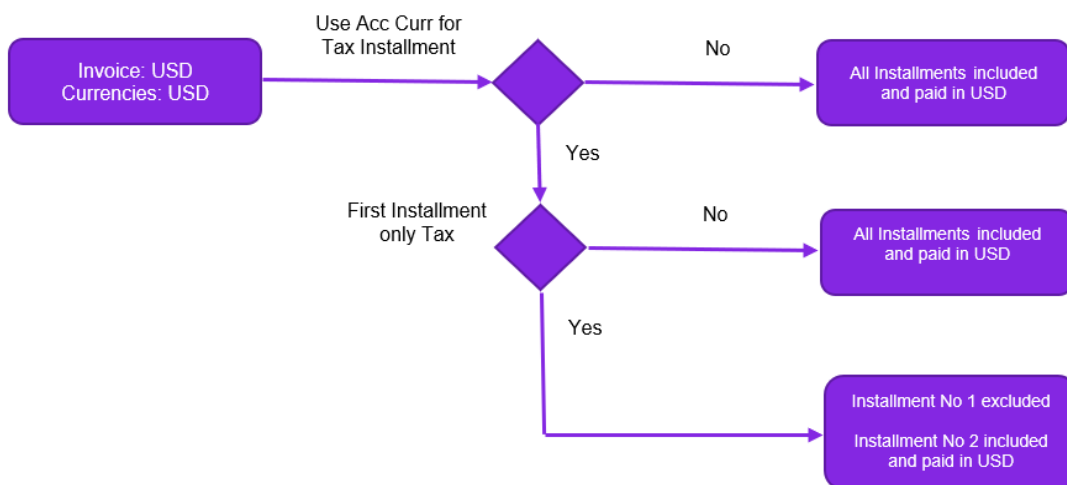 Use Acc Curr for
Tax Installment
No
Invoice: USD
Currencies: USD
All Installments included
and paid in USD
Yes
First Installment
only Tax
No
All Installments included
and paid in USD
Yes
Installment No 1 excluded
Installment No 2 included
and paid in USD